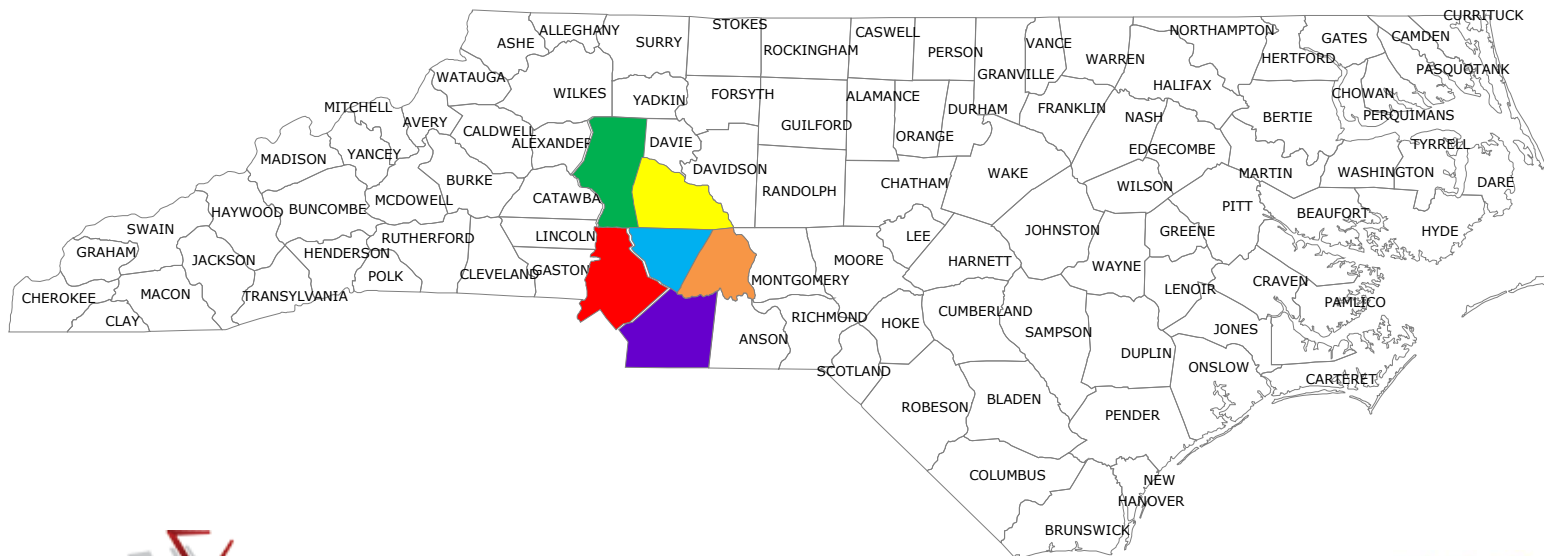 CURRITUCK
STOKES
ALLEGHANY
NORTHAMPTON
CASWELL
GATES
CAMDEN
ASHE
SURRY
VANCE
ROCKINGHAM
PERSON
WARREN
HERTFORD
PASQUOTANK
WATAUGA
GRANVILLE
HALIFAX
WILKES
YADKIN
FORSYTH
ALAMANCE
CHOWAN
MITCHELL
DURHAM
FRANKLIN
NASH
BERTIE
PERQUIMANS
AVERY
GUILFORD
CALDWELL
ORANGE
ALEXANDER
DAVIE
EDGECOMBE
TYRRELL
YANCEY
MADISON
DAVIDSON
WAKE
MARTIN
WASHINGTON
BURKE
DARE
WILSON
RANDOLPH
CHATHAM
MCDOWELL
CATAWBA
PITT
HAYWOOD
BUNCOMBE
BEAUFORT
SWAIN
JOHNSTON
GREENE
HYDE
RUTHERFORD
LINCOLN
LEE
GRAHAM
HENDERSON
JACKSON
MOORE
HARNETT
WAYNE
POLK
CLEVELAND
GASTON
MONTGOMERY
CRAVEN
LENOIR
CHEROKEE
MACON
TRANSYLVANIA
PAMLICO
CUMBERLAND
RICHMOND
CLAY
HOKE
SAMPSON
JONES
ANSON
DUPLIN
SCOTLAND
ONSLOW
CARTERET
BLADEN
ROBESON
PENDER
COLUMBUS
NEW
HANOVER
BRUNSWICK